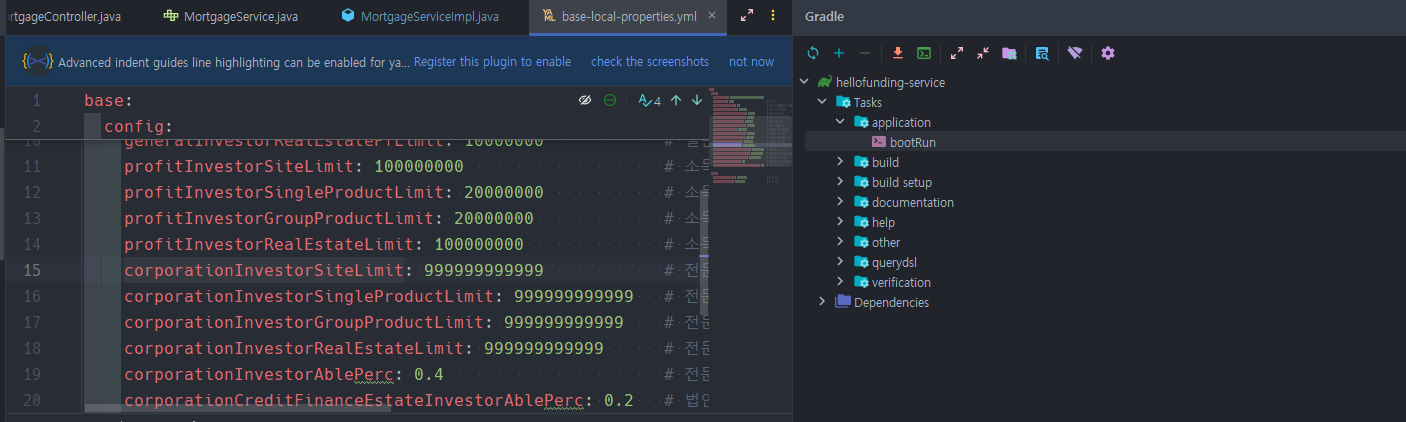 ortgageController.java MortgageService.java MortgageServiceImpl.java base-local-properties.yml
Advanced indent guides line highlighting can be enabled for ya... Register this plugin to enable check the screenshots not now
1 base: 4
2 config:
10 generalInvestorRealEstatePfLimit: 10000000 #
11 profitInvestorSiteLimit: 100000000 # 소득
12 profitInvestorSingleProductLimit: 20000000 # 소득
13 profitInvestorGroupProductLimit: 20000000 # 소득
14 profitInvestorRealEstateLimit: 100000000 # 소득
15 corporationInvestorSiteLimit: 999999999999 # 전문
16 corporationInvestorSingleProductLimit: 999999999999 # 전문
17 corporationInvestorGroupProductLimit: 999999999999 # 전문
18 corporationInvestorRealEstateLimit: 999999999999 # 전문
19 corporationInvestorAblePerc: 0.4 # 전문
20 corporationCreditFinanceEstateInvestorAblePerc: 0.2 # 법인
Gradle
hellofunding-service
Tasks
application
bootRun
build
build setup
documentation
help
other
querydsl
verification
Dependencies